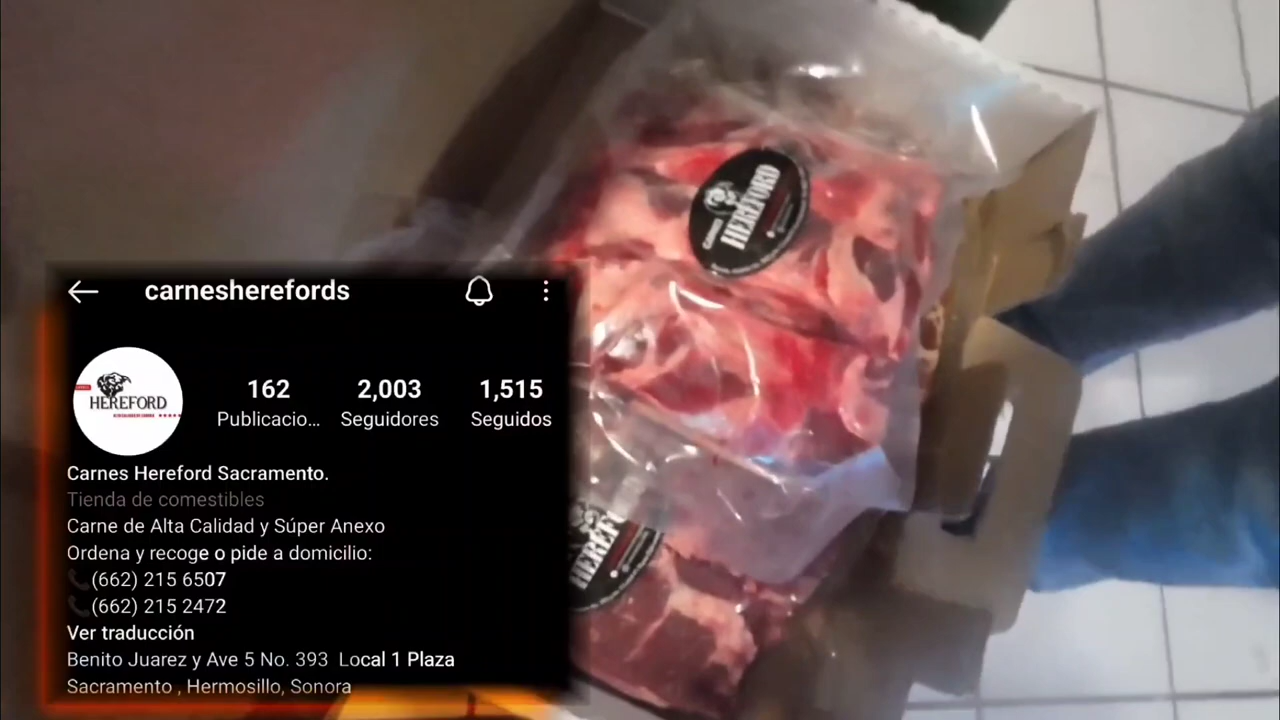 carnesherefords
162
2,003
1,515
Publicacio...
Seguidores
Seguidos
HEREFORD
Carnes Hereford Sacramento.
Tienda de comestibles
Carne de Alta Calidad y Súper Anexo
Ordena y recoge o pide a domicilio:
(662) 215 6507
(662) 215 2472
Ver traducción
Benito Juarez y Ave 5 No. 393 Local 1 Plaza
Sacramento , Hermosillo, Sonora
CARNES
HEREFORD
HEREF